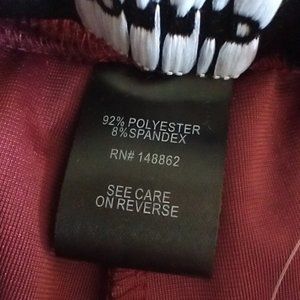 92% POLYESTER
8%SPANDEX
RN# 148862
SEE CARE
ON REVERSE